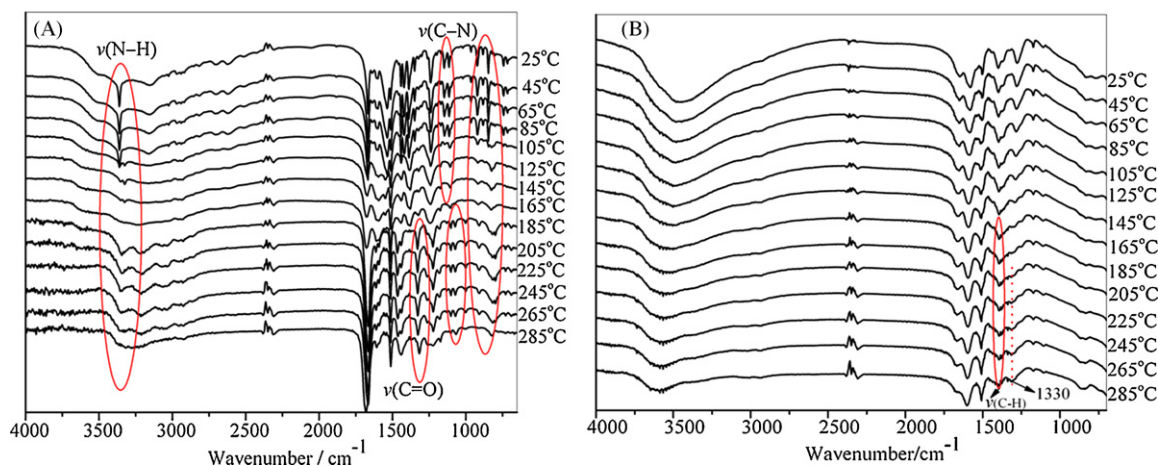 (A)
ν(N–H)
ν(C–N)
25°C
45°C
65°C
85°C
105°C
125°C
145°C
165°C
185°C
205°C
225°C
245°C
265°C
285°C
ν(C=O)
4000 3500 3000 2500 2000 1500 1000
Wavenumber / cm-1
(B)
25°C
45°C
65°C
85°C
105°C
125°C
145°C
165°C
185°C
205°C
225°C
245°C
265°C
285°C
1330
ν(C-H)
4000 3500 3000 2500 2000 1500 1000
Wavenumber/cm-1